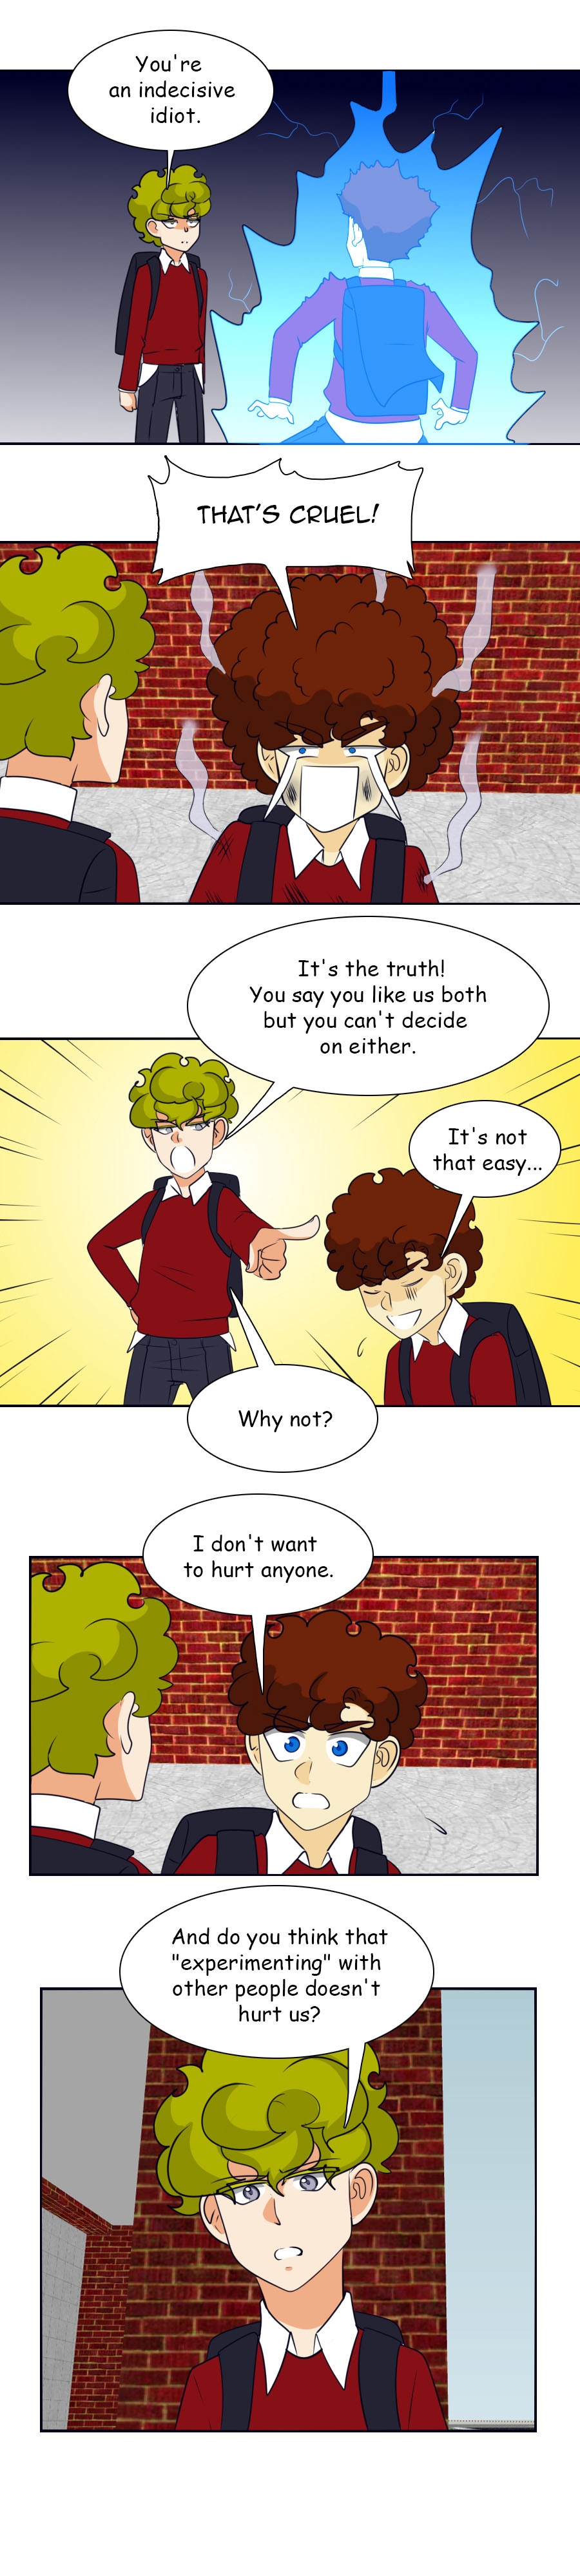 You're
an indecisive
idiot.
THAT'S CRUEL!
It's the truth!
You say you like us both
but you can't decide
on either.
It's not
that easy...
Why not?
I don't want
to hurt anyone.
And do you think that
"experimenting" with
other people doesn't
hurt us?